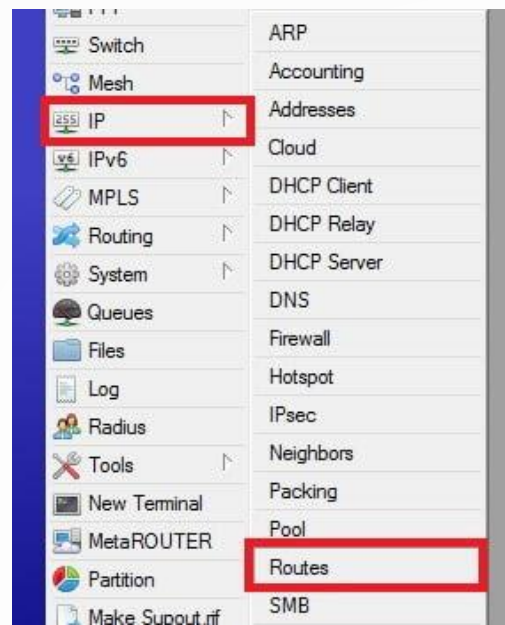 PPP
Switch
Mesh
IP
IPv6
MPLS
Routing
System
Queues
Files
Log
Radius
Tools
New Terminal
MetaROUTER
Partition
Make Supout.rif
ARP
Accounting
Addresses
Cloud
DHCP Client
DHCP Relay
DHCP Server
DNS
Firewall
Hotspot
IPsec
Neighbors
Packing
Pool
Routes
SMB